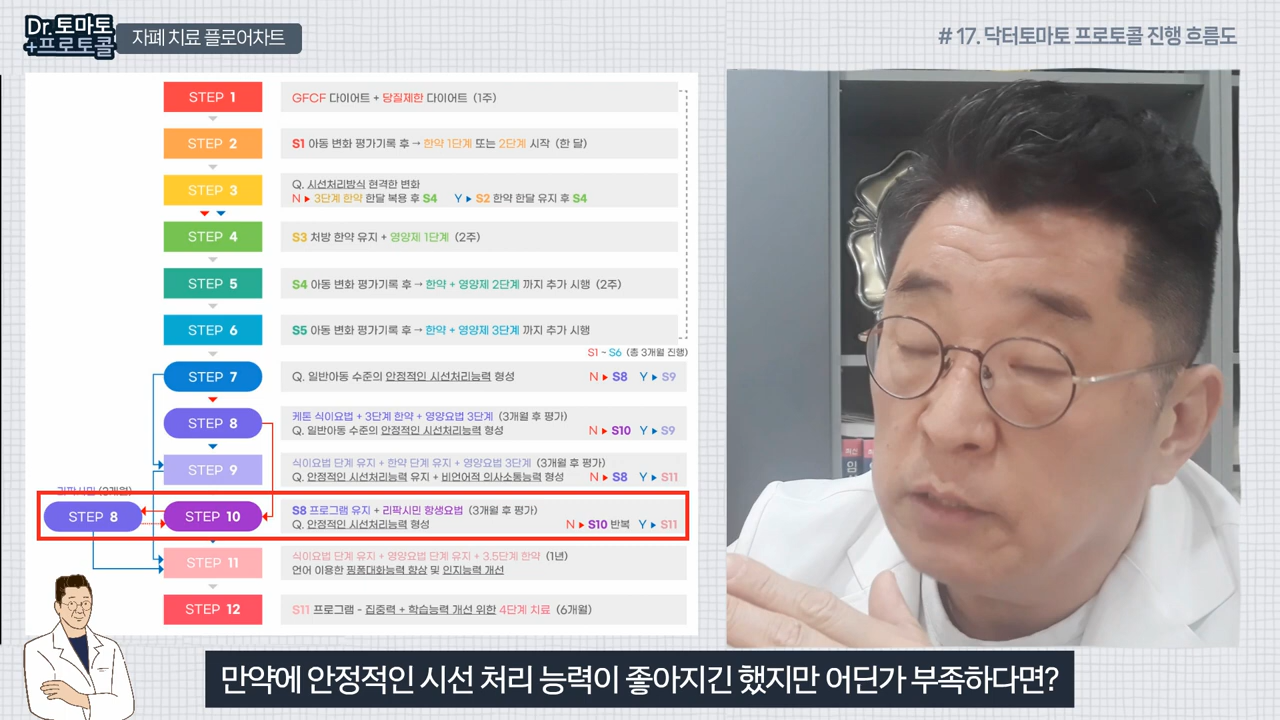 Dr. 토마토
+프로토콜
자폐 치료 플로어차트
# 17. 닥터토마토 프로토콜 진행 흐름도
STEP 1
GFCF 다이어트 + 당질제한 다이어트 (1주)
STEP 2
S1 아동 변화 평가기록 후 → 한약 1단계 또는 2단계 시작 (한 달)
STEP 3
Q. 시선처리방식 현격한 변화
N ▶ 3단계 한약 한달 복용 후 S4 Y ▶ S2 한약 한달 유지 후 S4
STEP 4
S3 처방 한약 유지 + 영양제 1단계 (2주)
STEP 5
S4 아동 변화 평가기록 후 → 한약 + 영양제 2단계 까지 추가 시행 (2주)
STEP 6
S5 아동 변화 평가기록 후 → 한약 + 영양제 3단계 까지 추가 시행
S1 ~ S6 (총 3개월 진행)
STEP 7
Q. 일반아동 수준의 안정적인 시선처리능력 형성 N ▶ S8 Y ▶ S9
STEP 8
케톤 식이요법 + 3단계 한약 + 영양요법 3단계 (3개월 후 평가)
Q. 일반아동 수준의 안정적인 시선처리능력 형성 N ▶ S10 Y ▶ S9
STEP 9
식이요법 단계 유지 + 한약 단계 유지 + 영양요법 3단계 (3개월 후 평가)
Q. 안정적인 시선처리능력 유지 + 비언어적 의사소통능력 형성 N ▶ S8 Y ▶ S11
리팍시민 (3개월)
STEP 8
STEP 10
S8 프로그램 유지 + 리팍시민 항생요법 (3개월 후 평가)
Q. 안정적인 시선처리능력 형성 N ▶ S10 반복 Y ▶ S11
STEP 11
식이요법 단계 유지 + 영양요법 단계 유지 + 3.5단계 한약 (1년)
언어 이용한 핑퐁대화능력 향상 및 인지능력 개선
STEP 12
S11 프로그램 - 집중력 + 학습능력 개선 위한 4단계 치료 (6개월)
만약에 안정적인 시선 처리 능력이 좋아지긴 했지만 어딘가 부족하다면?